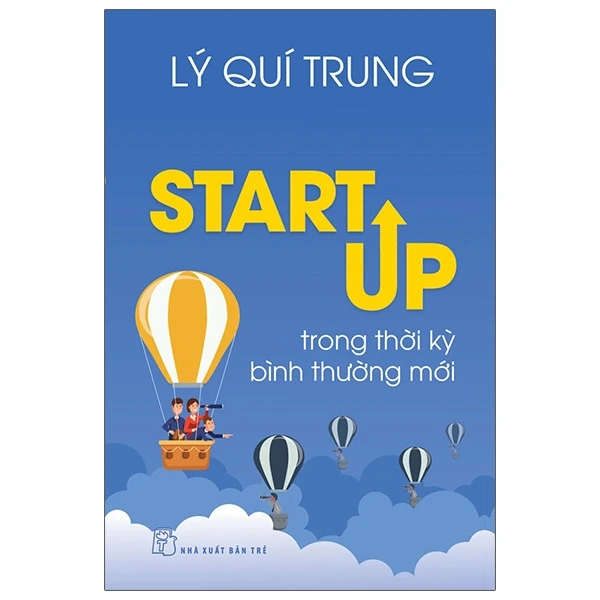 LÝ QUÍ TRUNG
START
UP
trong thời kỳ
bình thường mới
NHÀ XUẤT BẢN TRẺ